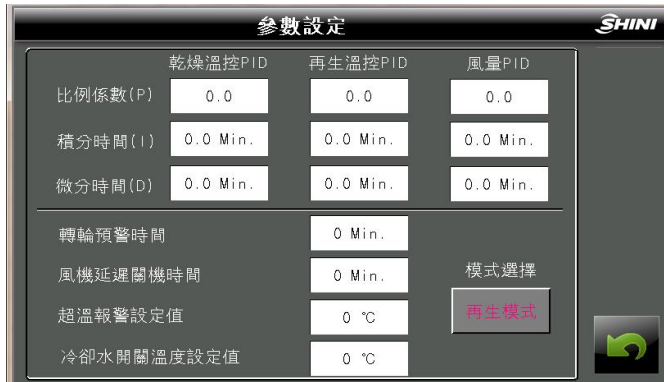 參數設定
SHINI
乾燥溫控PID 再生溫控PID 風量PID
比例係數(P) 0.0 0.0 0.0
積分時間(I) 0.0 Min. 0.0 Min. 0.0 Min.
微分時間(D) 0.0 Min. 0.0 Min. 0.0 Min.
轉輪預警時間 0 Min.
風機延遲關機時間 0 Min.
模式選擇
超溫報警設定值 0 ℃
再生模式
冷卻水開關溫度設定值 0 ℃